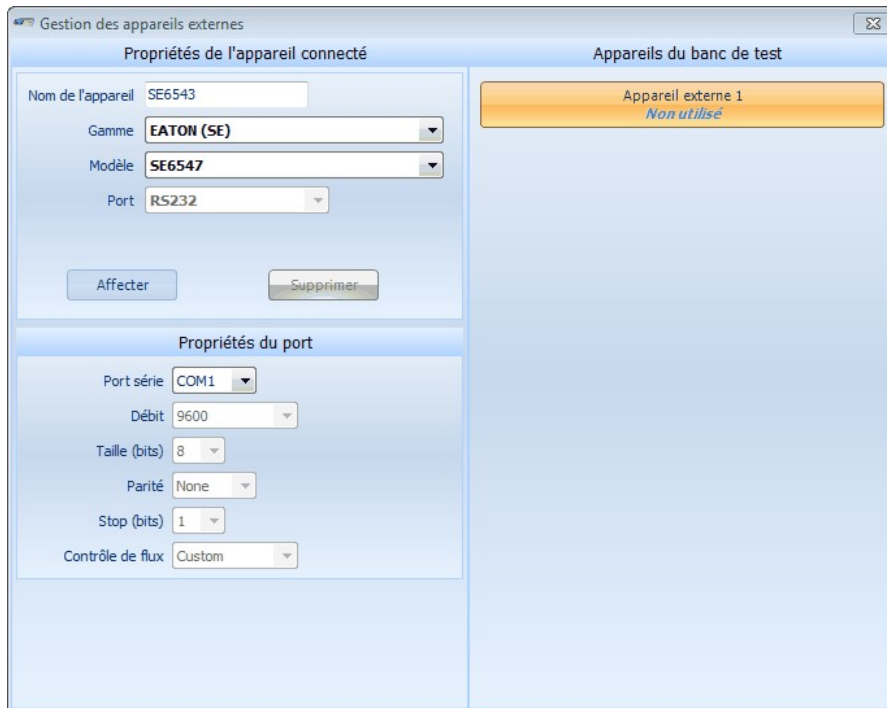 Gestion des appareils externes
Propriétés de l'appareil connecté
Nom de l'appareil SE6543
Gamme EATON (SE)
Modèle SE6547
Port RS232
Affecter Supprimer
Propriétés du port
Port série COM1
Débit 9600
Taille (bits) 8
Parité None
Stop (bits) 1
Contrôle de flux Custom
Appareils du banc de test
Appareil externe 1
Non utilisé